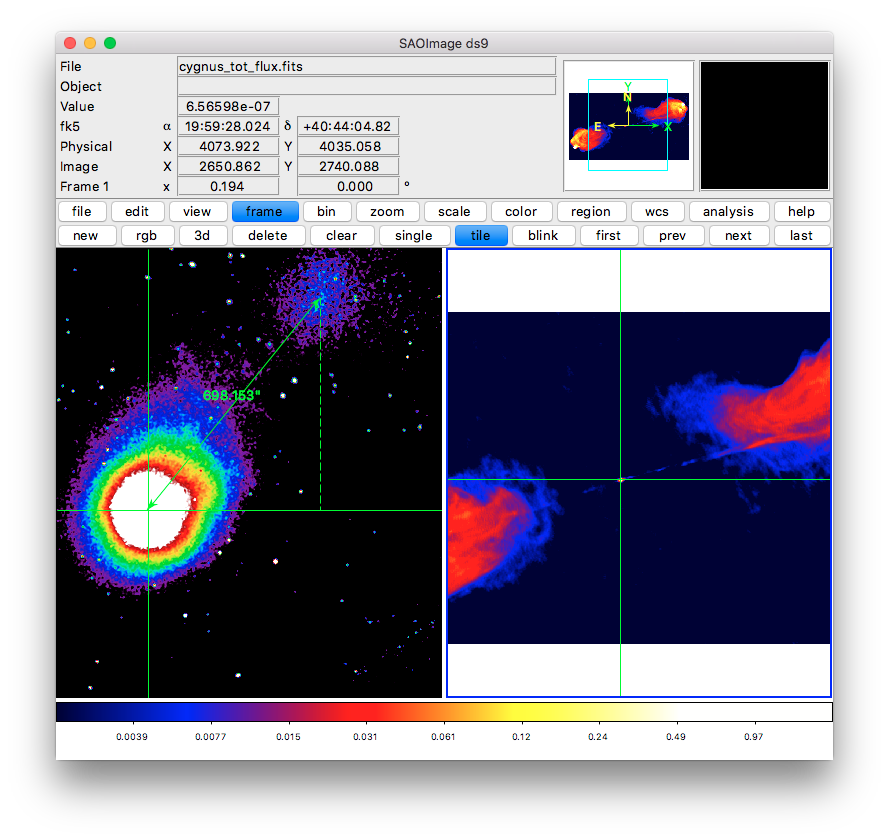 SAOImage ds9
File cygnus_tot_flux.fits
Object
Value 6.56598e-07
fk5 α 19:59:28.024 δ +40:44:04.82
Physical X 4073.922 Y 4035.058
Image X 2650.862 Y 2740.088
Frame 1 x 0.194 0.000 °
Y
N
E
X
file edit view frame bin zoom scale color region wcs analysis help
new rgb 3d delete clear single tile blink first prev next last
698.153"
0.0039 0.0077 0.015 0.031 0.061 0.12 0.24 0.49 0.97